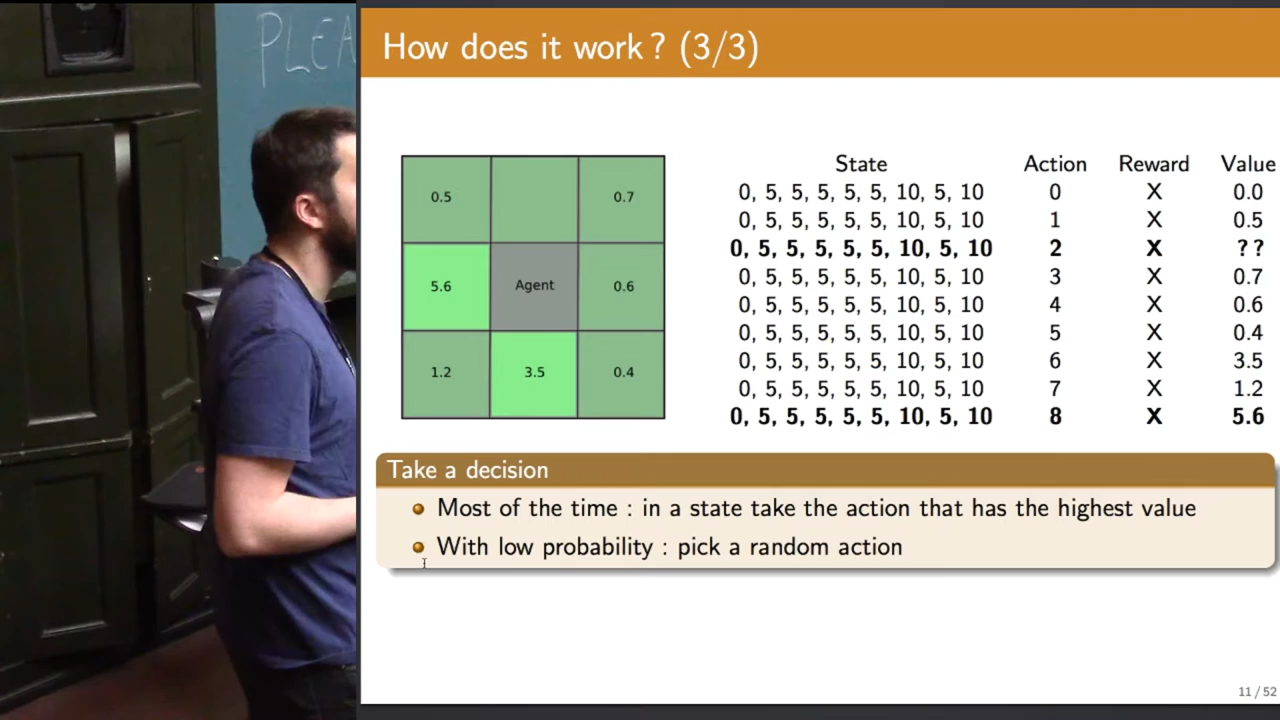 PLEA
How does it work ? (3/3)
0.5 0.7
5.6 Agent 0.6
1.2 3.5 0.4
State Action Reward Value
0, 5, 5, 5, 5, 5, 10, 5, 10 0 X 0.0
0, 5, 5, 5, 5, 5, 10, 5, 10 1 X 0.5
0, 5, 5, 5, 5, 5, 10, 5, 10 2 X ? ?
0, 5, 5, 5, 5, 5, 10, 5, 10 3 X 0.7
0, 5, 5, 5, 5, 5, 10, 5, 10 4 X 0.6
0, 5, 5, 5, 5, 5, 10, 5, 10 5 X 0.4
0, 5, 5, 5, 5, 5, 10, 5, 10 6 X 3.5
0, 5, 5, 5, 5, 5, 10, 5, 10 7 X 1.2
0, 5, 5, 5, 5, 5, 10, 5, 10 8 X 5.6
Take a decision
Most of the time : in a state take the action that has the highest value
With low probability : pick a random action
11 / 52